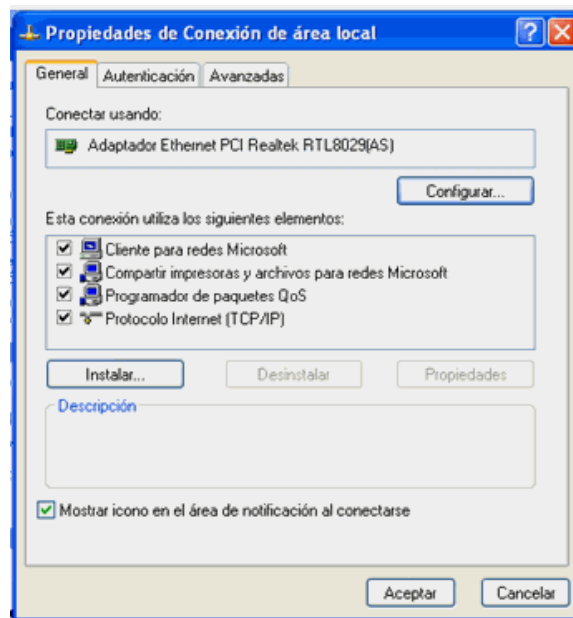 Propiedades de Conexión de área local
General Autenticación Avanzadas
Conectar usando:
Adaptador Ethernet PCI Realtek RTL8029(AS)
Configurar...
Esta conexión utiliza los siguientes elementos:
Cliente para redes Microsoft
Compartir impresoras y archivos para redes Microsoft
Programador de paquetes QoS
Protocolo Internet (TCP/IP)
Instalar... Desinstalar Propiedades
Descripción
Mostrar icono en el área de notificación al conectarse
Aceptar Cancelar